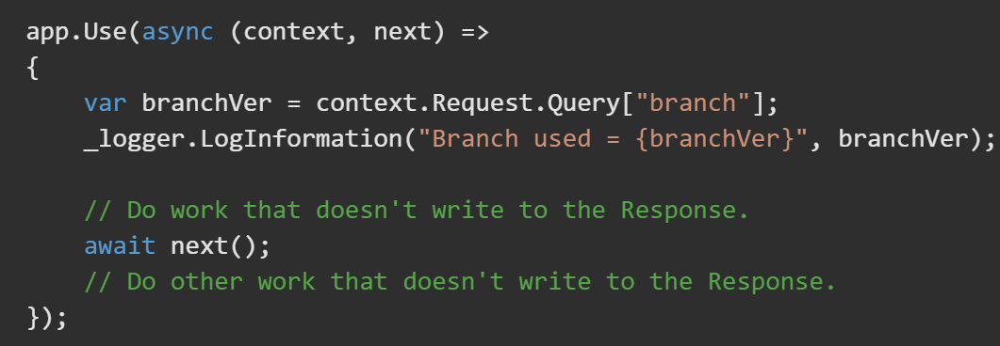 app.Use(async (context, next) =>
{
    var branchVer = context.Request.Query["branch"];
    _logger.LogInformation("Branch used = {branchVer}", branchVer);

    // Do work that doesn't write to the Response.
    await next();
    // Do other work that doesn't write to the Response.
});